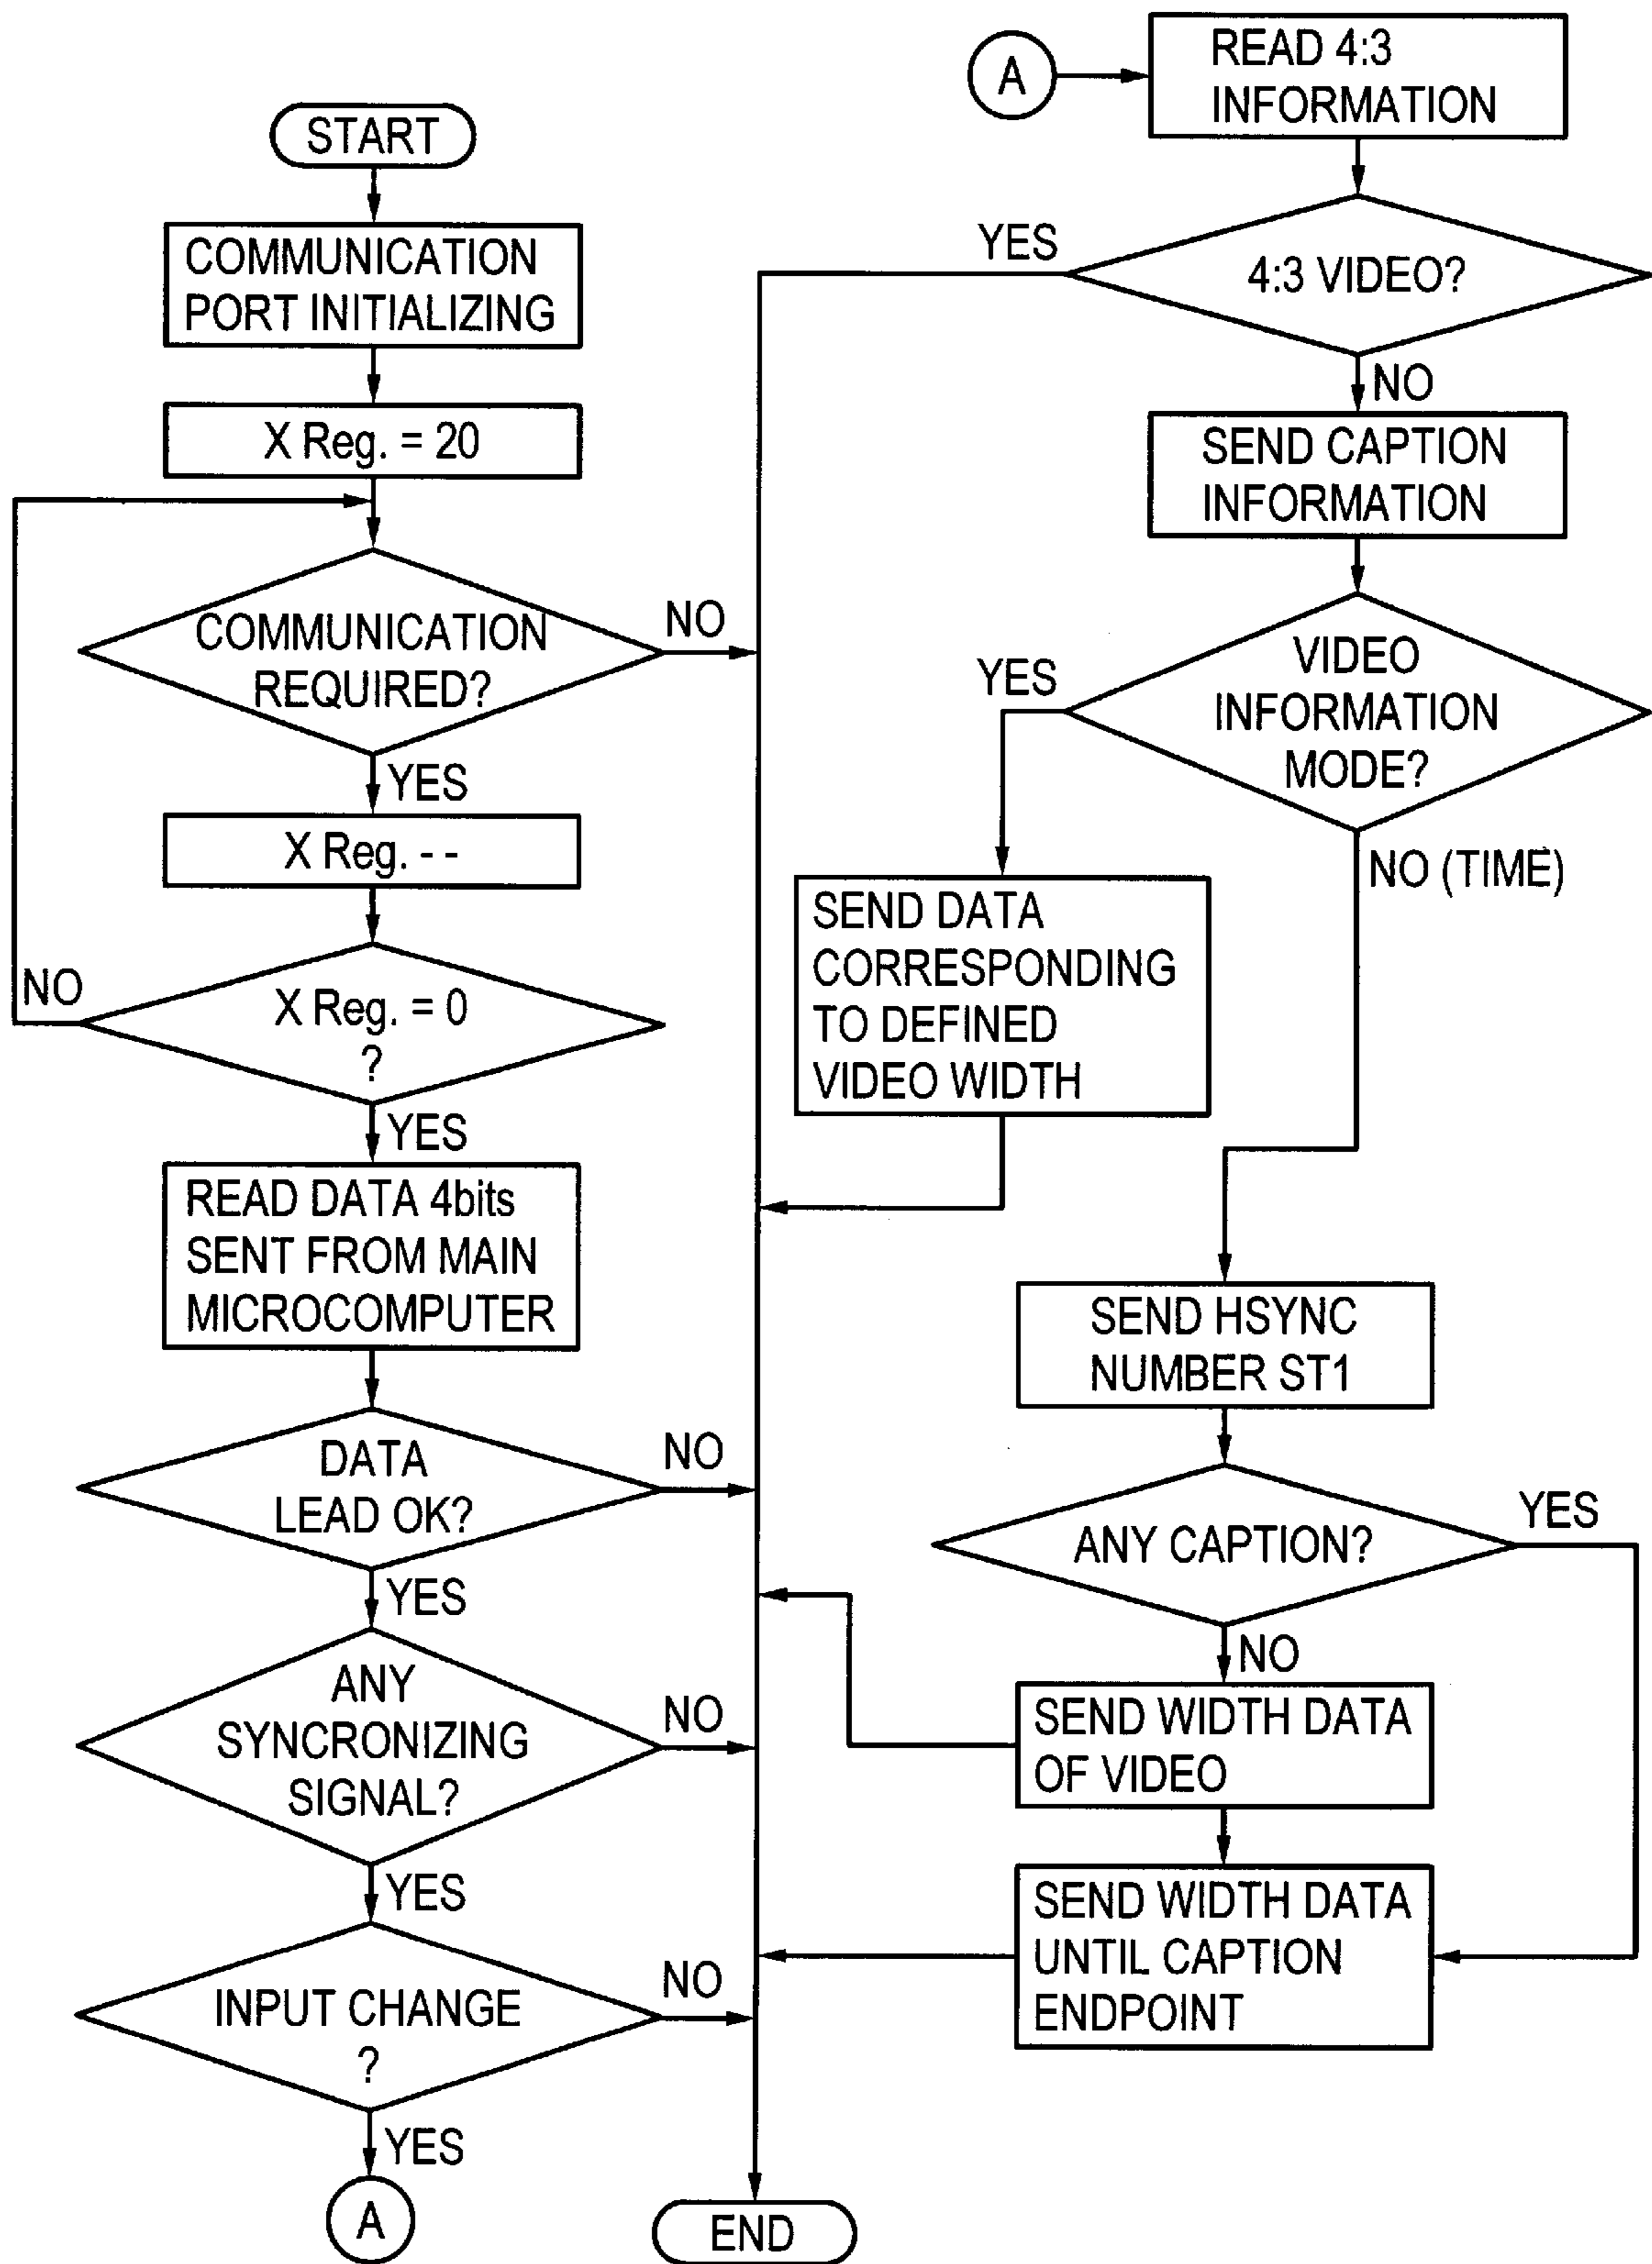 START
COMMUNICATION
PORT INITIALIZING
X Reg. = 20
COMMUNICATION
REQUIRED?
NO
YES
X Reg. - -
X Reg. = 0
?
NO
YES
READ DATA 4bits
SENT FROM MAIN
MICROCOMPUTER
DATA
LEAD OK?
NO
YES
ANY
SYNCRONIZING
SIGNAL?
NO
YES
INPUT CHANGE
?
NO
YES
A
END
A
READ 4:3
INFORMATION
4:3 VIDEO?
YES
NO
SEND CAPTION
INFORMATION
VIDEO
INFORMATION
MODE?
YES
NO (TIME)
SEND DATA
CORRESPONDING
TO DEFINED
VIDEO WIDTH
SEND HSYNC
NUMBER ST1
ANY CAPTION?
YES
NO
SEND WIDTH DATA
OF VIDEO
SEND WIDTH DATA
UNTIL CAPTION
ENDPOINT